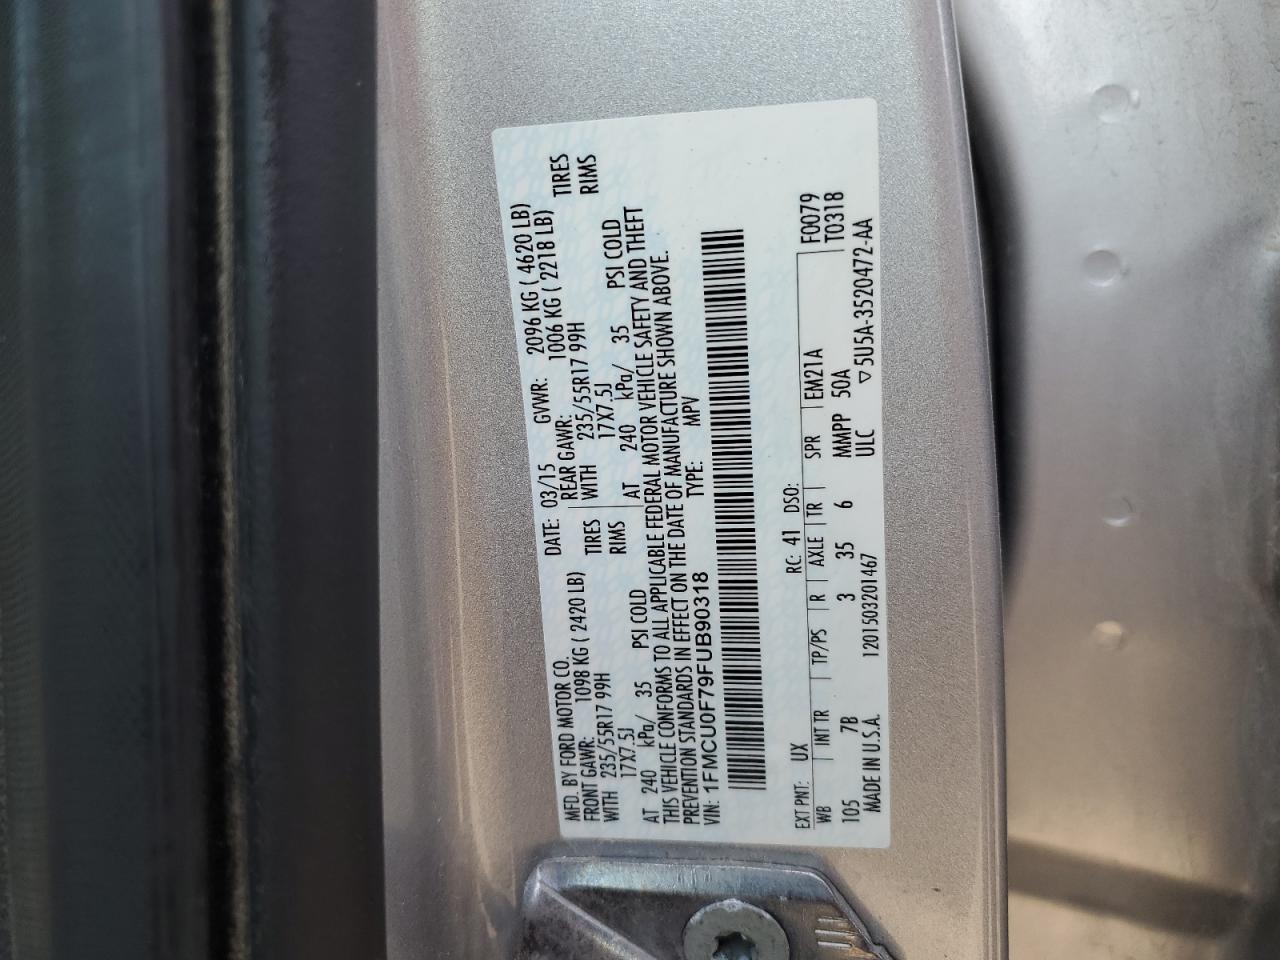 MFD. BY FORD MOTOR CO.
DATE: 03/15 GVWR: 2096 KG ( 4620 LB)
FRONT GAWR: 1098 KG ( 2420 LB)
REAR GAWR: 1006 KG ( 2218 LB)
WITH 235/55R17 99H TIRES
WITH 235/55R17 99H TIRES
17X7.5J RIMS
17X7.5J RIMS
AT 240 kPa/ 35 PSI COLD
AT 240 kPa/ 35 PSI COLD
THIS VEHICLE CONFORMS TO ALL APPLICABLE FEDERAL MOTOR VEHICLE SAFETY AND THEFT
PREVENTION STANDARDS IN EFFECT ON THE DATE OF MANUFACTURE SHOWN ABOVE.
VIN: 1FMCU0F79FUB90318 TYPE: MPV
EXT PNT: UX RC: 41 DSO: F0079
WB INT TR TP/PS R AXLE TR SPR EM21A T0318
105 7B 3 35 6 MMPP 50A
MADE IN U.S.A. 1201503201467 ULC ▽5U5A-3520472-AA